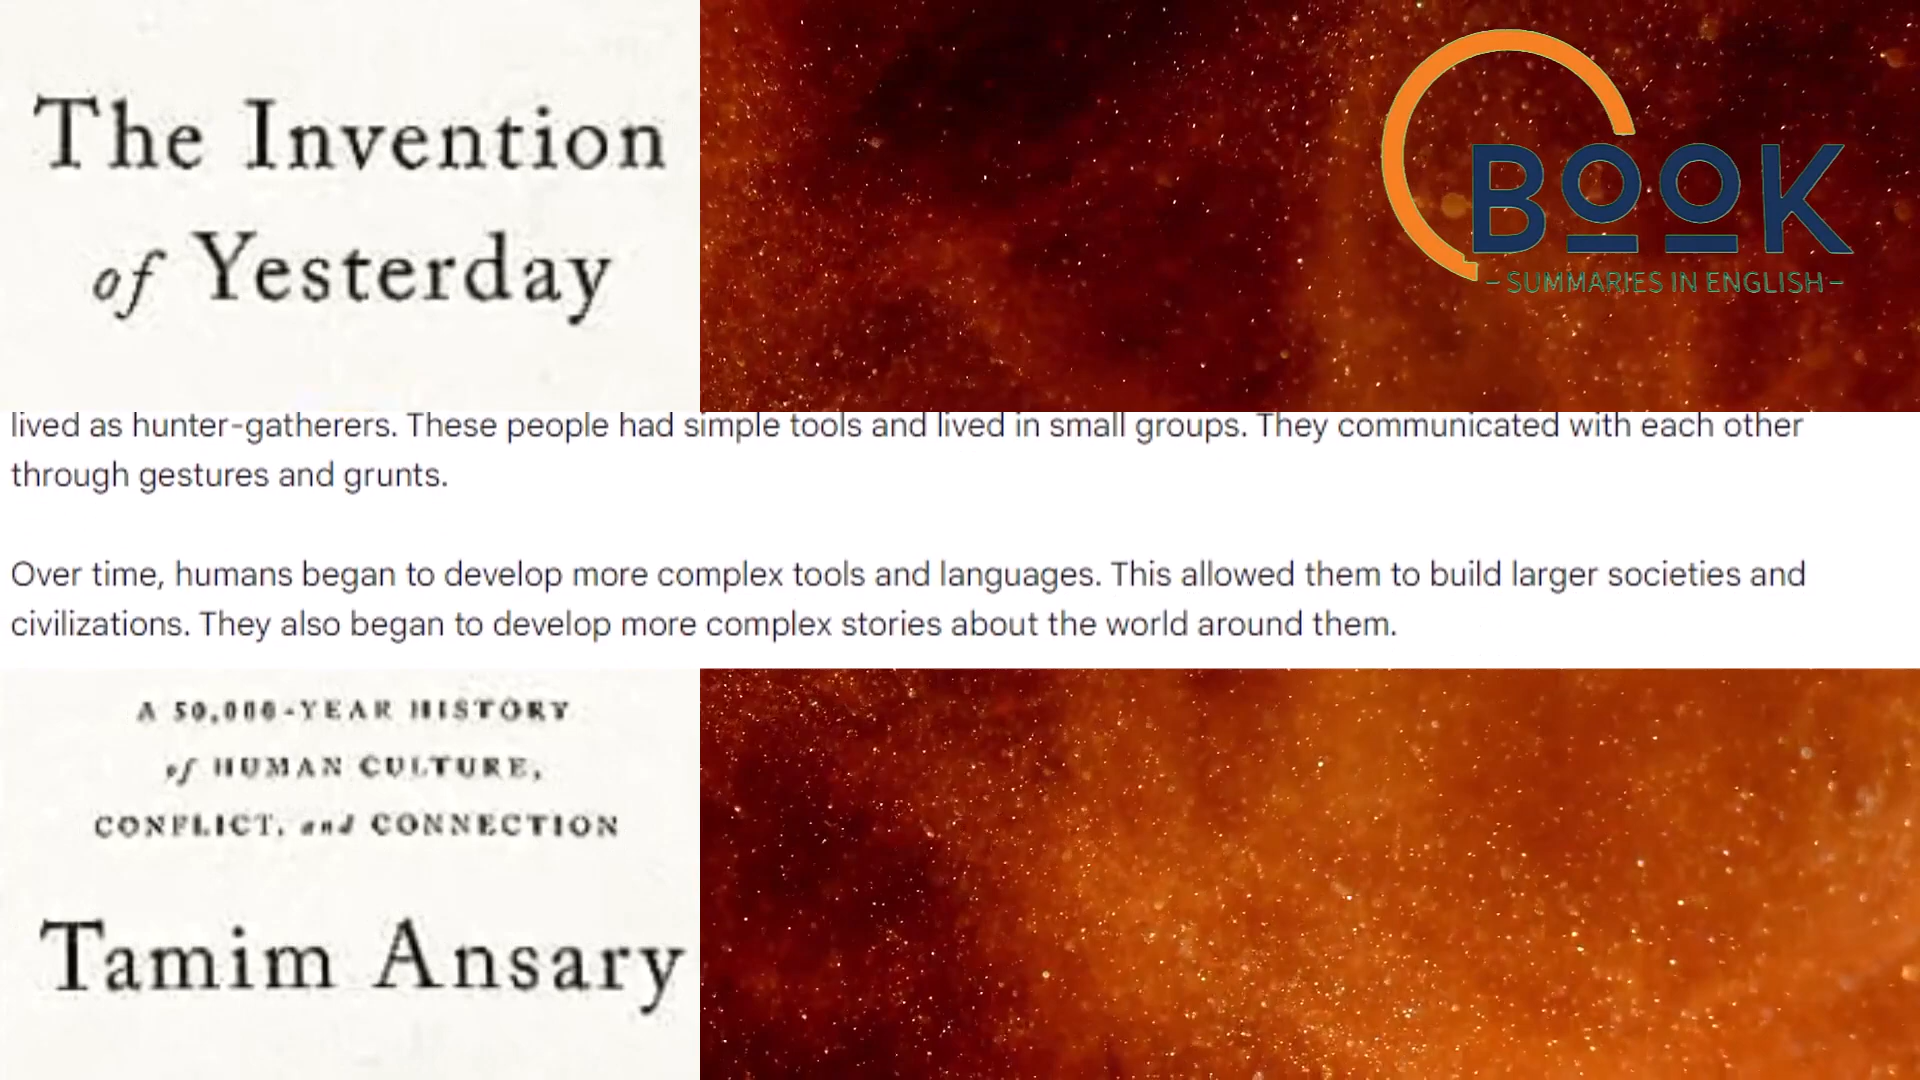 The Invention
of Yesterday
BOOK
- SUMMARIES IN ENGLISH -
lived as hunter-gatherers. These people had simple tools and lived in small groups. They communicated with each other
through gestures and grunts.
Over time, humans began to develop more complex tools and languages. This allowed them to build larger societies and
civilizations. They also began to develop more complex stories about the world around them.
A 50,000-YEAR HISTORY
of HUMAN CULTURE,
CONFLICT, and CONNECTION
Tamim Ansary